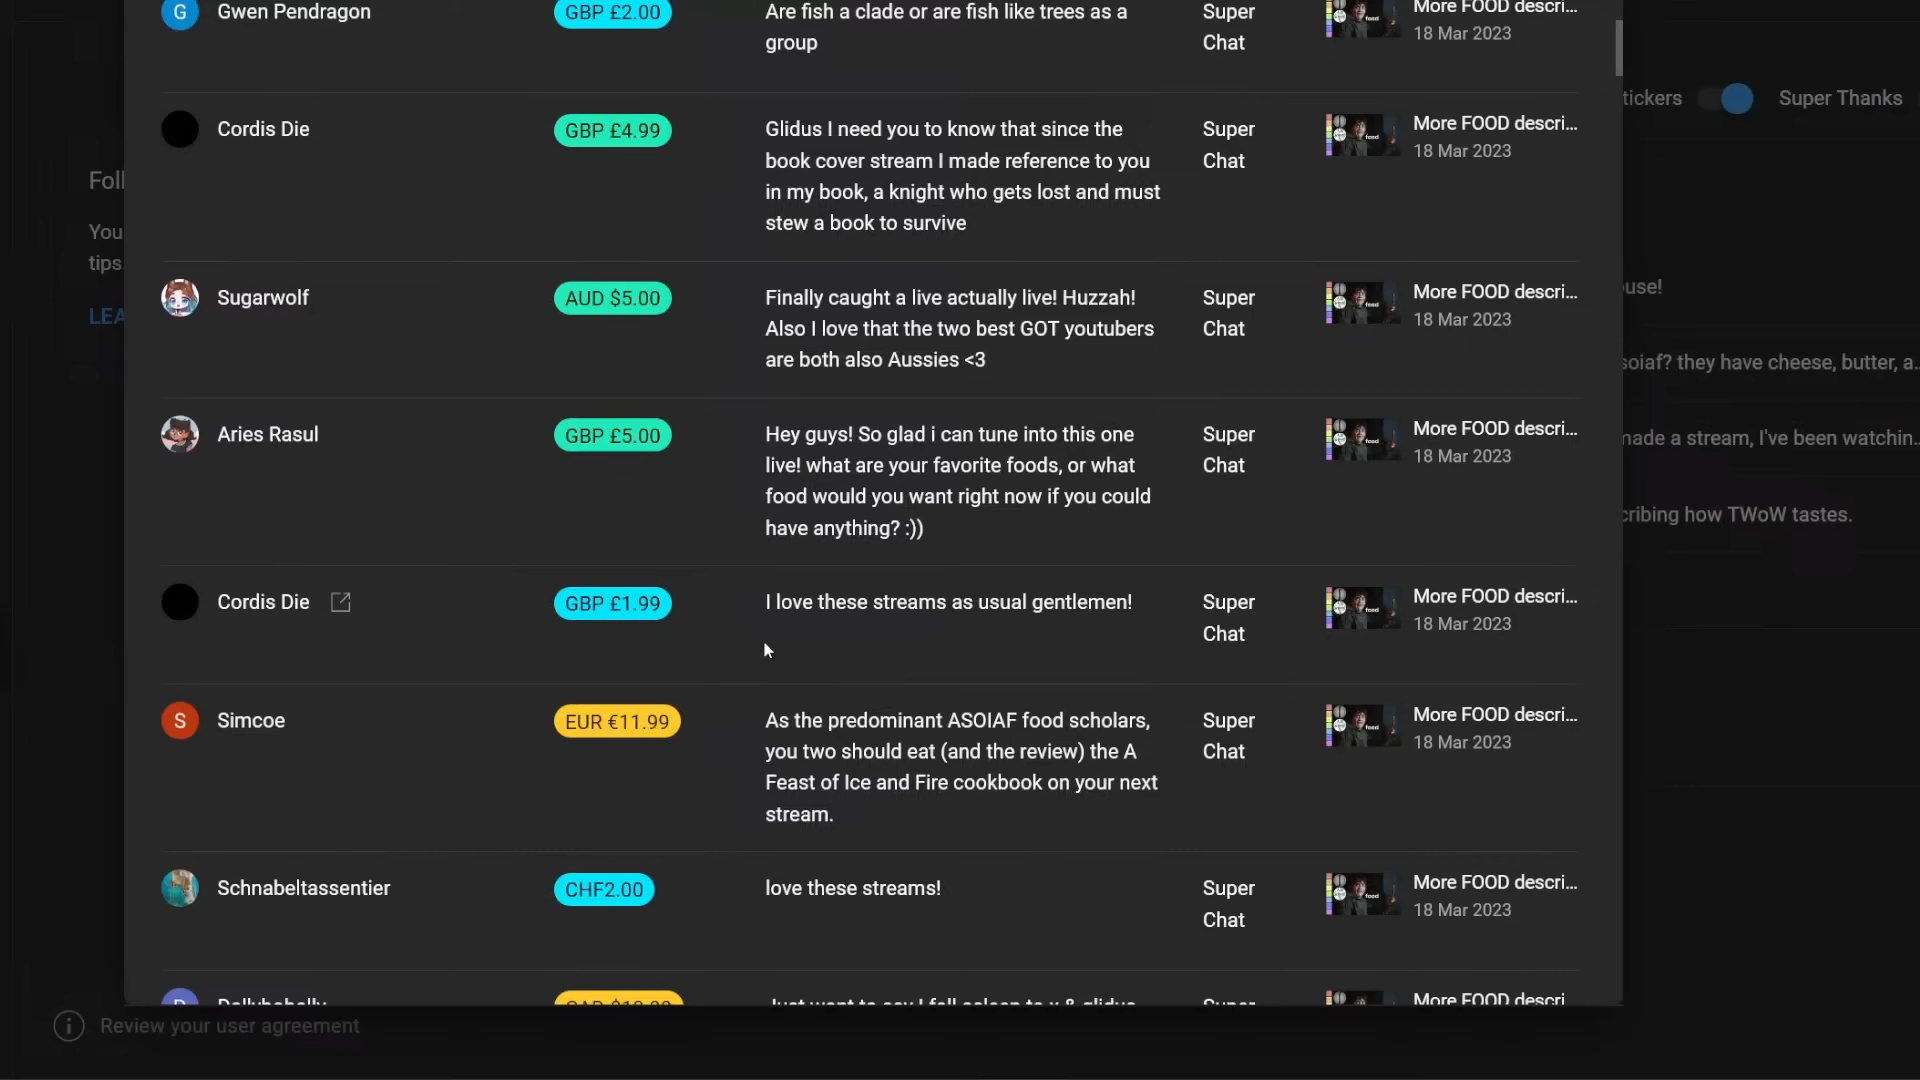 Gwen Pendragon
GBP £2.00
Are fish a clade or are fish like trees as a
group
Super
Chat
More FOOD descri...
18 Mar 2023
Cordis Die
GBP £4.99
Glidus I need you to know that since the
book cover stream I made reference to you
in my book, a knight who gets lost and must
stew a book to survive
Super
Chat
More FOOD descri...
18 Mar 2023
Sugarwolf
AUD $5.00
Finally caught a live actually live! Huzzah!
Also I love that the two best GOT youtubers
are both also Aussies <3
Super
Chat
More FOOD descri...
18 Mar 2023
Aries Rasul
GBP £5.00
Hey guys! So glad i can tune into this one
live! what are your favorite foods, or what
food would you want right now if you could
have anything? :))
Super
Chat
More FOOD descri...
18 Mar 2023
Cordis Die
GBP £1.99
I love these streams as usual gentlemen!
Super
Chat
More FOOD descri...
18 Mar 2023
S
Simcoe
EUR €11.99
As the predominant ASOIAF food scholars,
you two should eat (and the review) the A
Feast of Ice and Fire cookbook on your next
stream.
Super
Chat
More FOOD descri...
18 Mar 2023
Schnabeltassentier
CHF2.00
love these streams!
Super
Chat
More FOOD descri...
18 Mar 2023
Just want to say I fall asleep to x & glidus
Super
More FOOD descri
G
Foll
You
tips.
LEA
tickers
Super Thanks
use!
soiaf? they have cheese, butter, a...
made a stream, I've been watchin...
cribing how TWoW tastes.
Review your user agreement